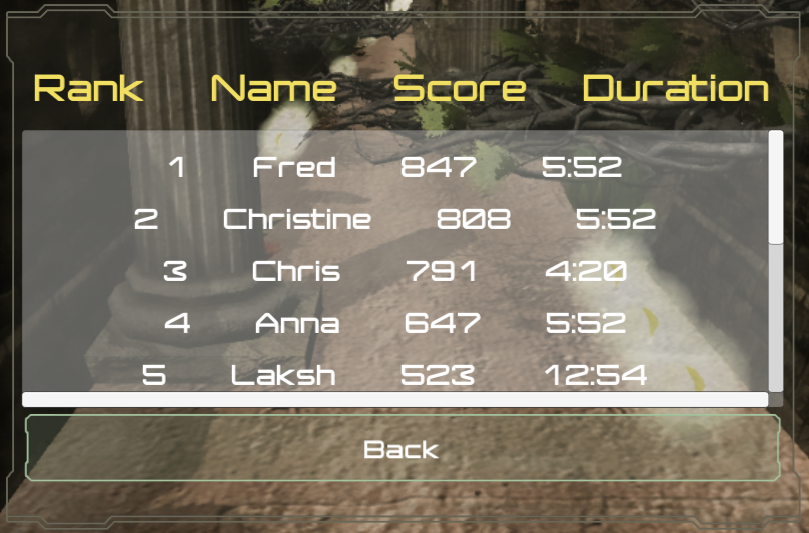 Rank Name Score Duration
1 Fred 847 5:52
2 Christine 808 5:52
3 Chris 791 4:20
4 Anna 647 5:52
5 Laksh 523 12:54
Back